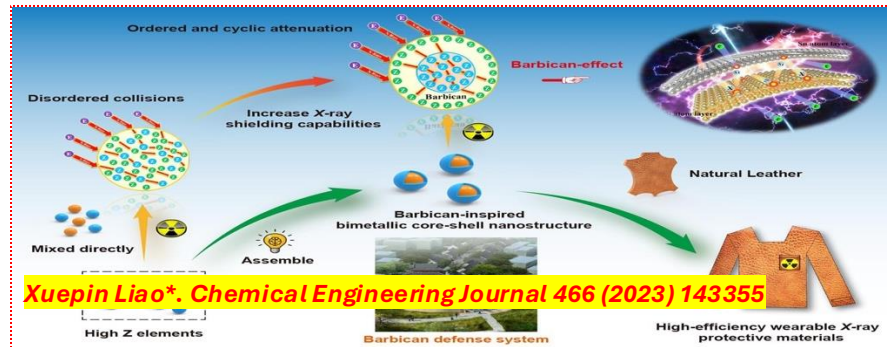 Ordered and cyclic attenuation
Barbican
Barbican-effect
Disordered collisions
Increase X-ray
shielding capabilities
Natural Leather
Mixed directly
Barbican-inspired
bimetallic core-shell nanostructure
Assemble
Xuepin Liao*. Chemical Engineering Journal 466 (2023) 143355
High Z elements
Barbican defense system
High-efficiency wearable X-ray
protective materials